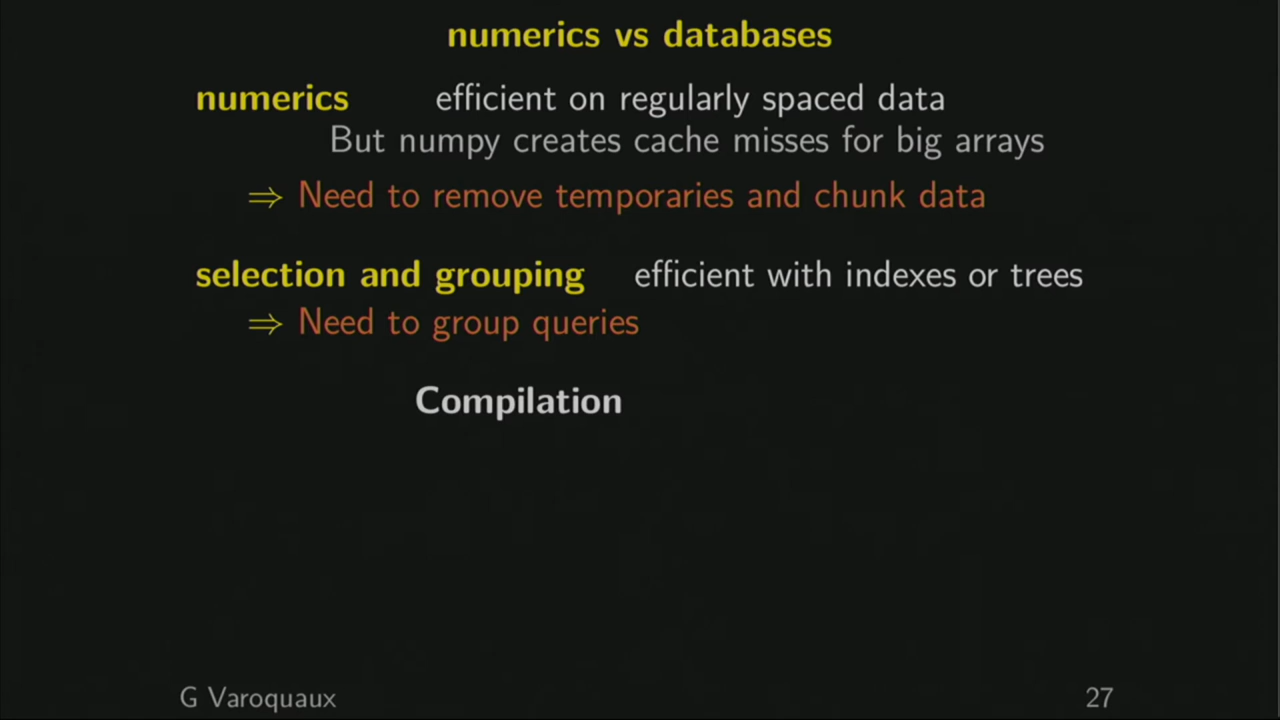 numerics vs databases
numerics efficient on regularly spaced data
But numpy creates cache misses for big arrays
⇒ Need to remove temporaries and chunk data
selection and grouping efficient with indexes or trees
⇒ Need to group queries
Compilation
G Varoquaux 27